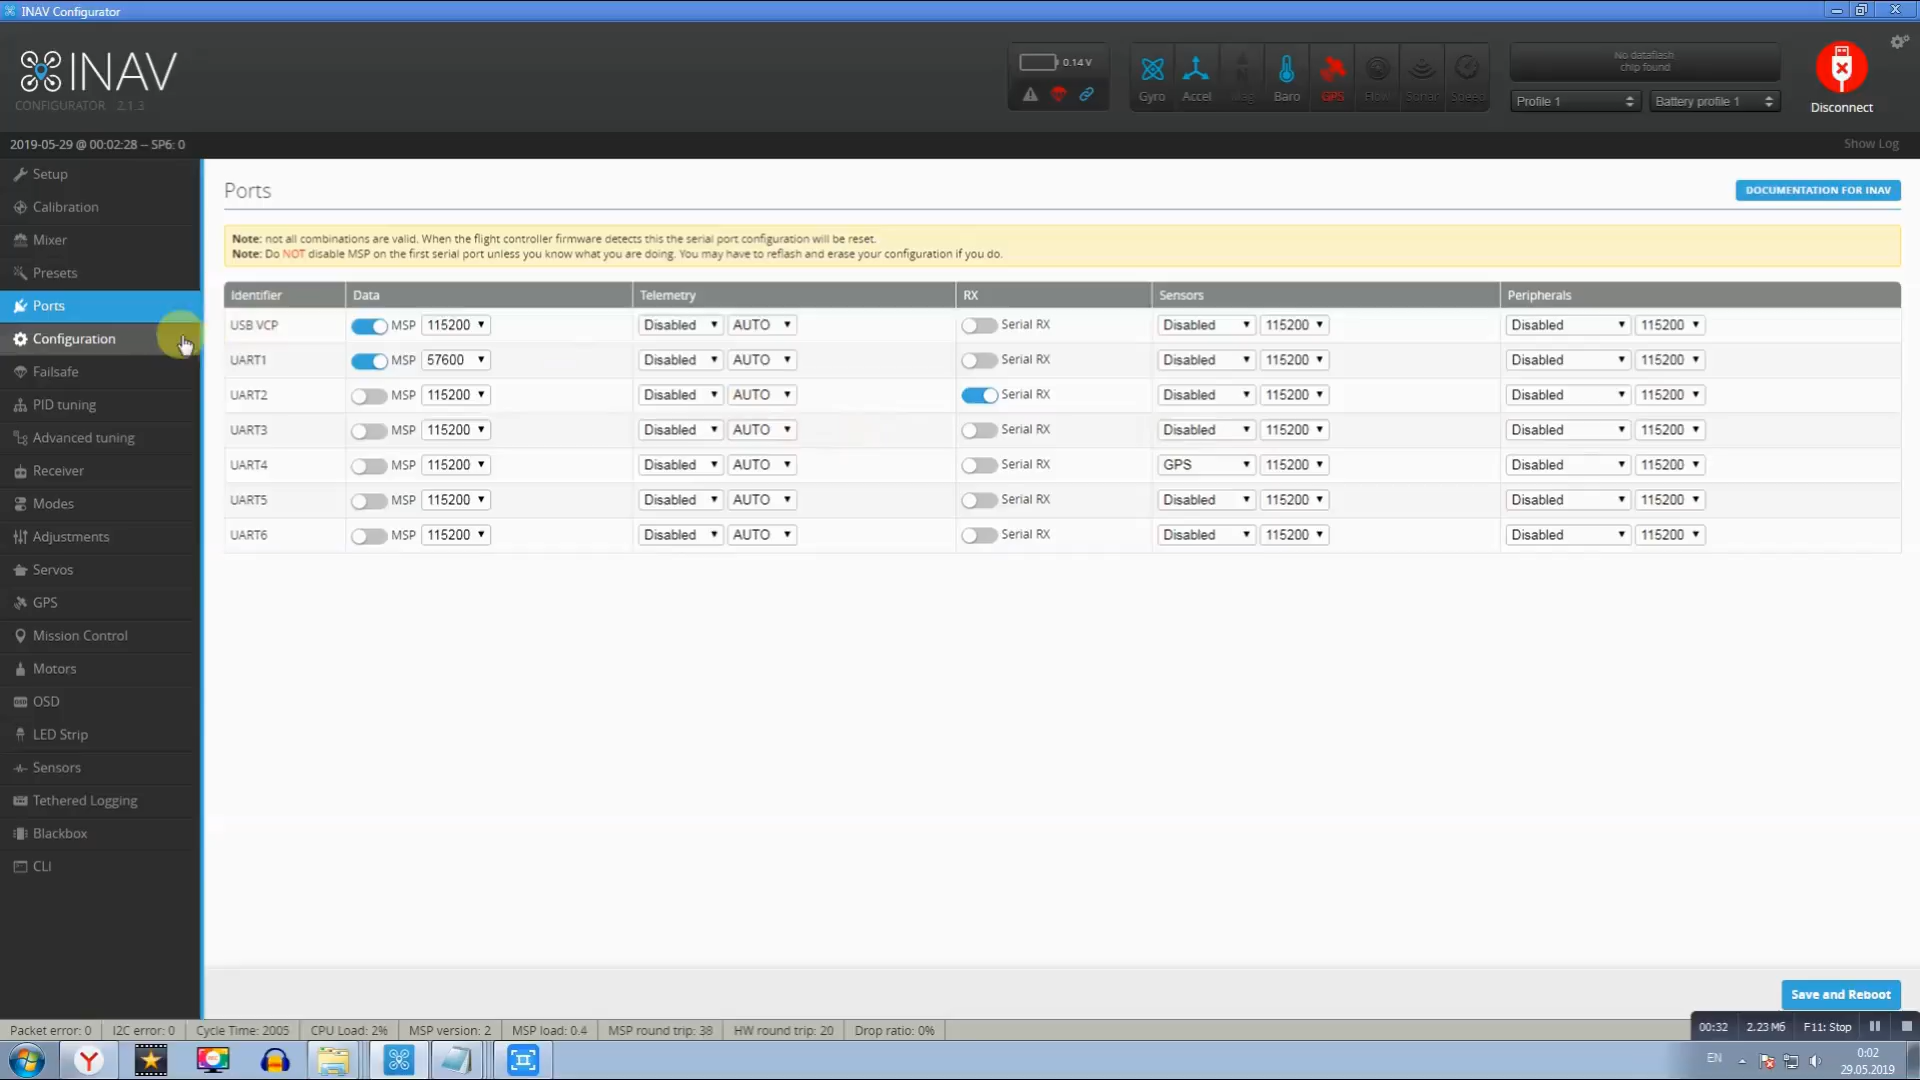 INAV Configurator
INAV
CONFIGURATOR 2.1.3
0.14 V
Gyro Accel Mag Baro GPS Flow Sonar Speed
No dataflash
chip found
Profile 1 Battery profile 1
Disconnect
2019-05-29 @ 00:02:28 -- SP6: 0
Show Log
Setup
Calibration
Mixer
Presets
Ports
Configuration
Failsafe
PID tuning
Advanced tuning
Receiver
Modes
Adjustments
Servos
GPS
Mission Control
Motors
OSD
LED Strip
Sensors
Tethered Logging
Blackbox
CLI
Ports
DOCUMENTATION FOR INAV
Note: not all combinations are valid. When the flight controller firmware detects this the serial port configuration will be reset.
Note: Do NOT disable MSP on the first serial port unless you know what you are doing. You may have to reflash and erase your configuration if you do.
Identifier Data Telemetry RX Sensors Peripherals
USB VCP MSP 115200 Disabled AUTO Serial RX Disabled 115200 Disabled 115200
UART1 MSP 57600 Disabled AUTO Serial RX Disabled 115200 Disabled 115200
UART2 MSP 115200 Disabled AUTO Serial RX Disabled 115200 Disabled 115200
UART3 MSP 115200 Disabled AUTO Serial RX Disabled 115200 Disabled 115200
UART4 MSP 115200 Disabled AUTO Serial RX GPS 115200 Disabled 115200
UART5 MSP 115200 Disabled AUTO Serial RX Disabled 115200 Disabled 115200
UART6 MSP 115200 Disabled AUTO Serial RX Disabled 115200 Disabled 115200
Save and Reboot
Packet error: 0 I2C error: 0 Cycle Time: 2005 CPU Load: 2% MSP version: 2 MSP load: 0.4 MSP round trip: 38 HW round trip: 20 Drop ratio: 0%
00:32 2.23 Мб F11: Stop
EN
0:02
29.05.2019